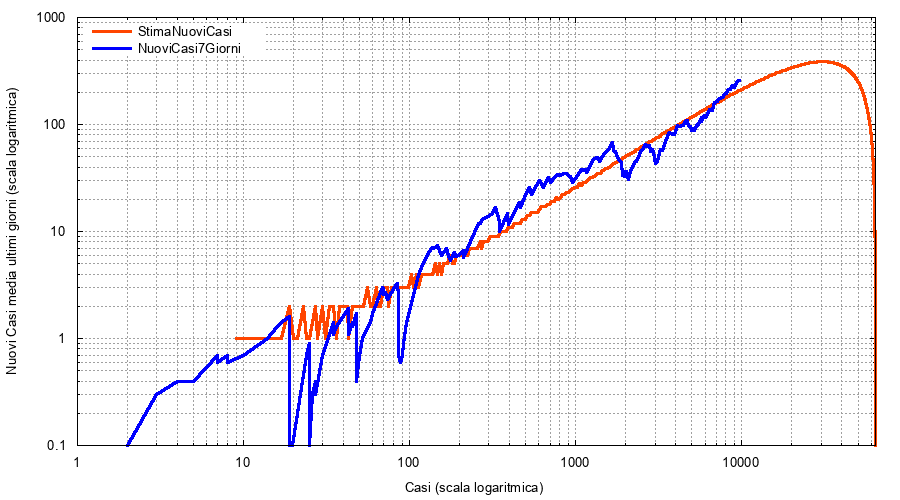 StimaNuoviCasi
NuoviCasi7Giorni
Nuovi Casi media ultimi giorni (scala logaritmica)
1000
100
10
1
0.1
1 10 100 1000 10000
Casi (scala logaritmica)